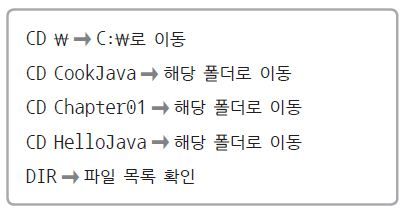 CD ₩ ➞ C:₩로 이동
CD CookJava ➞ 해당 폴더로 이동
CD Chapter01 ➞ 해당 폴더로 이동
CD HelloJava ➞ 해당 폴더로 이동
DIR ➞ 파일 목록 확인